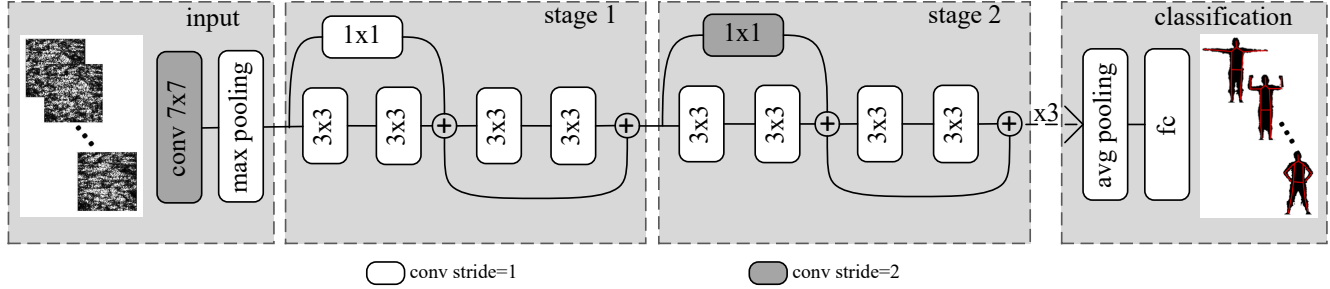 input
conv 7x7
max pooling
stage 1
1x1
3x3
3x3
+
3x3
3x3
+
stage 2
1x1
3x3
3x3
+
3x3
3x3
+
x3
classification
avg pooling
fc
conv stride=1
conv stride=2